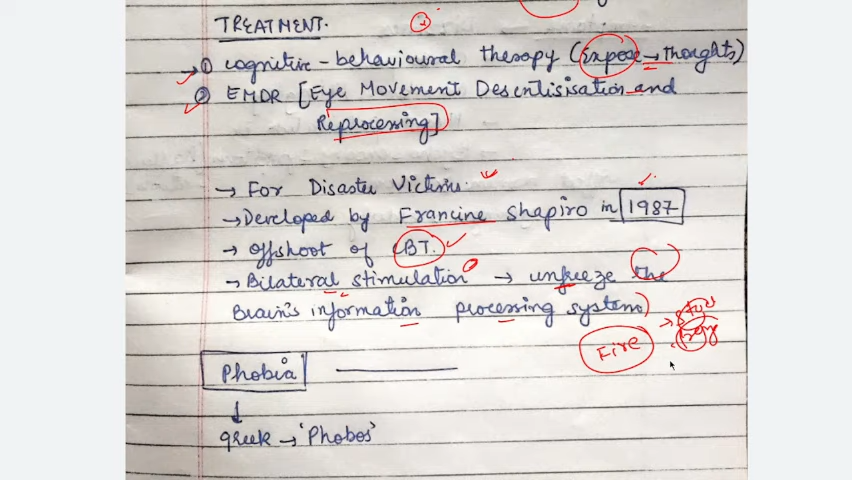 TREATMENT.
① cognitive-behavioural therapy (expose → thoughts)
② EMDR [Eye Movement Descntisisation and
Reprocessing]
→ For Disaster Victims.
→ Developed by Francine Shapiro in 1987
→ Offshoot of CBT.
→ Bilateral stimulation → unfreeze the
Brain's information processing system)
Fire
Phobia
greek → 'Phobos'